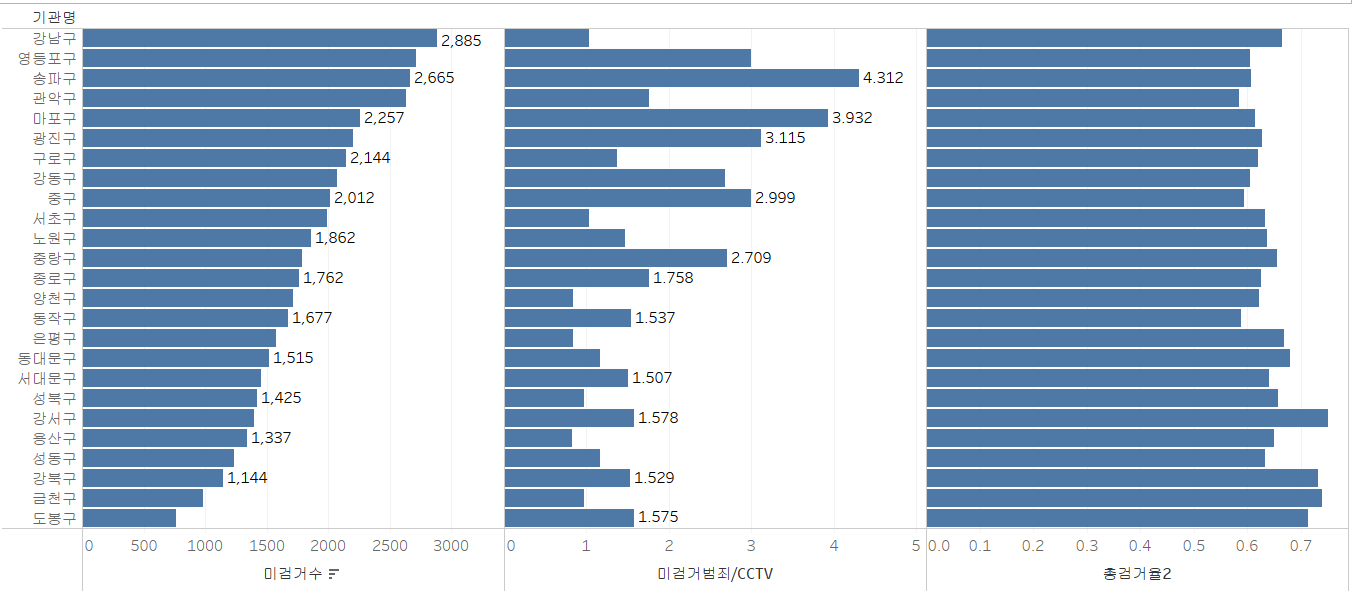 기관명
강남구 2,885
영등포구
송파구 2,665 4.312
관악구
마포구 2,257 3.932
광진구 3.115
구로구 2,144
강동구
중구 2,012 2.999
서초구
노원구 1,862
중랑구 2.709
종로구 1,762 1.758
양천구
동작구 1,677 1.537
은평구
동대문구 1,515
서대문구 1.507
성북구 1,425
강서구 1.578
용산구 1,337
성동구
강북구 1,144 1.529
금천구
도봉구 1.575
0 500 1000 1500 2000 2500 3000 0 1 2 3 4 5 0.0 0.1 0.2 0.3 0.4 0.5 0.6 0.7
미검거수 미검거범죄/CCTV 총검거율2